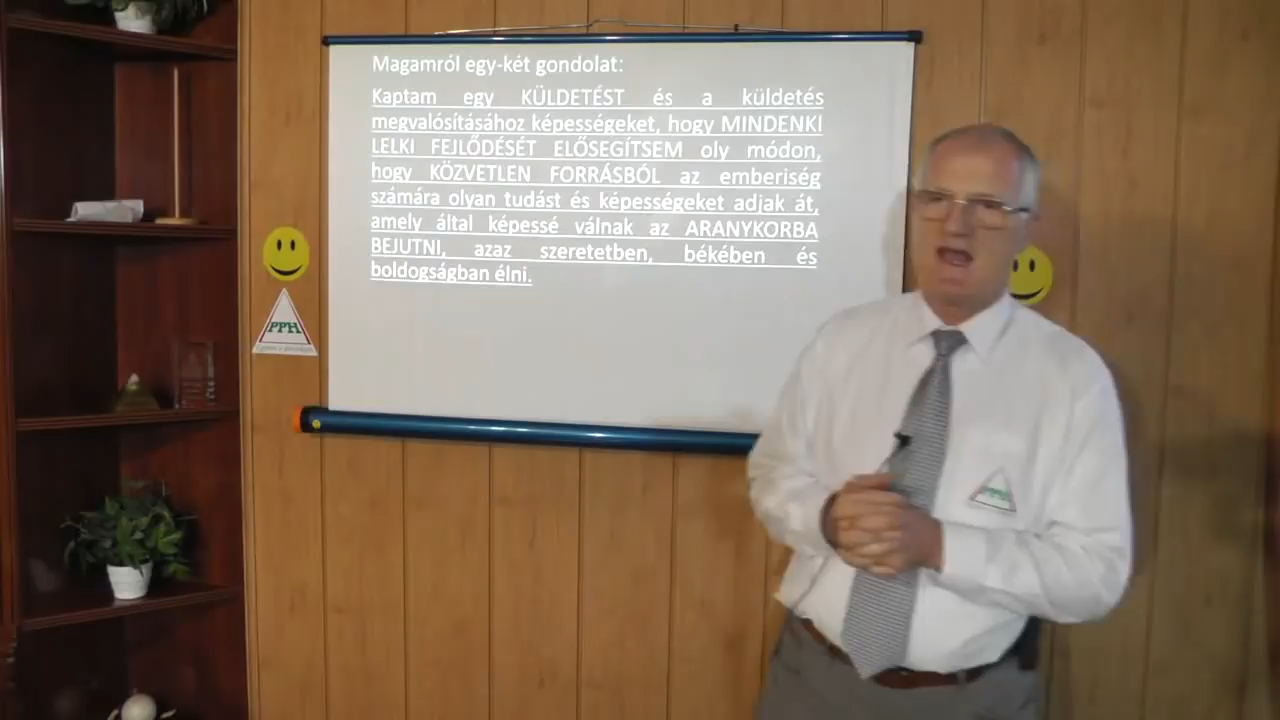 Magamról egy-két gondolat:
Kaptam egy KÜLDETÉST és a küldetés
megvalósításához képességeket, hogy MINDENKI
LELKI FEJLŐDÉSÉT ELŐSEGÍTSEM oly módon,
hogy KÖZVETLEN FORRÁSBÓL az emberiség
számára olyan tudást és képességeket adjak át,
amely által képessé válnak az ARANYKORBA
BEJUTNI, azaz szeretetben, békében és
boldogságban élni.
PPH
PPH